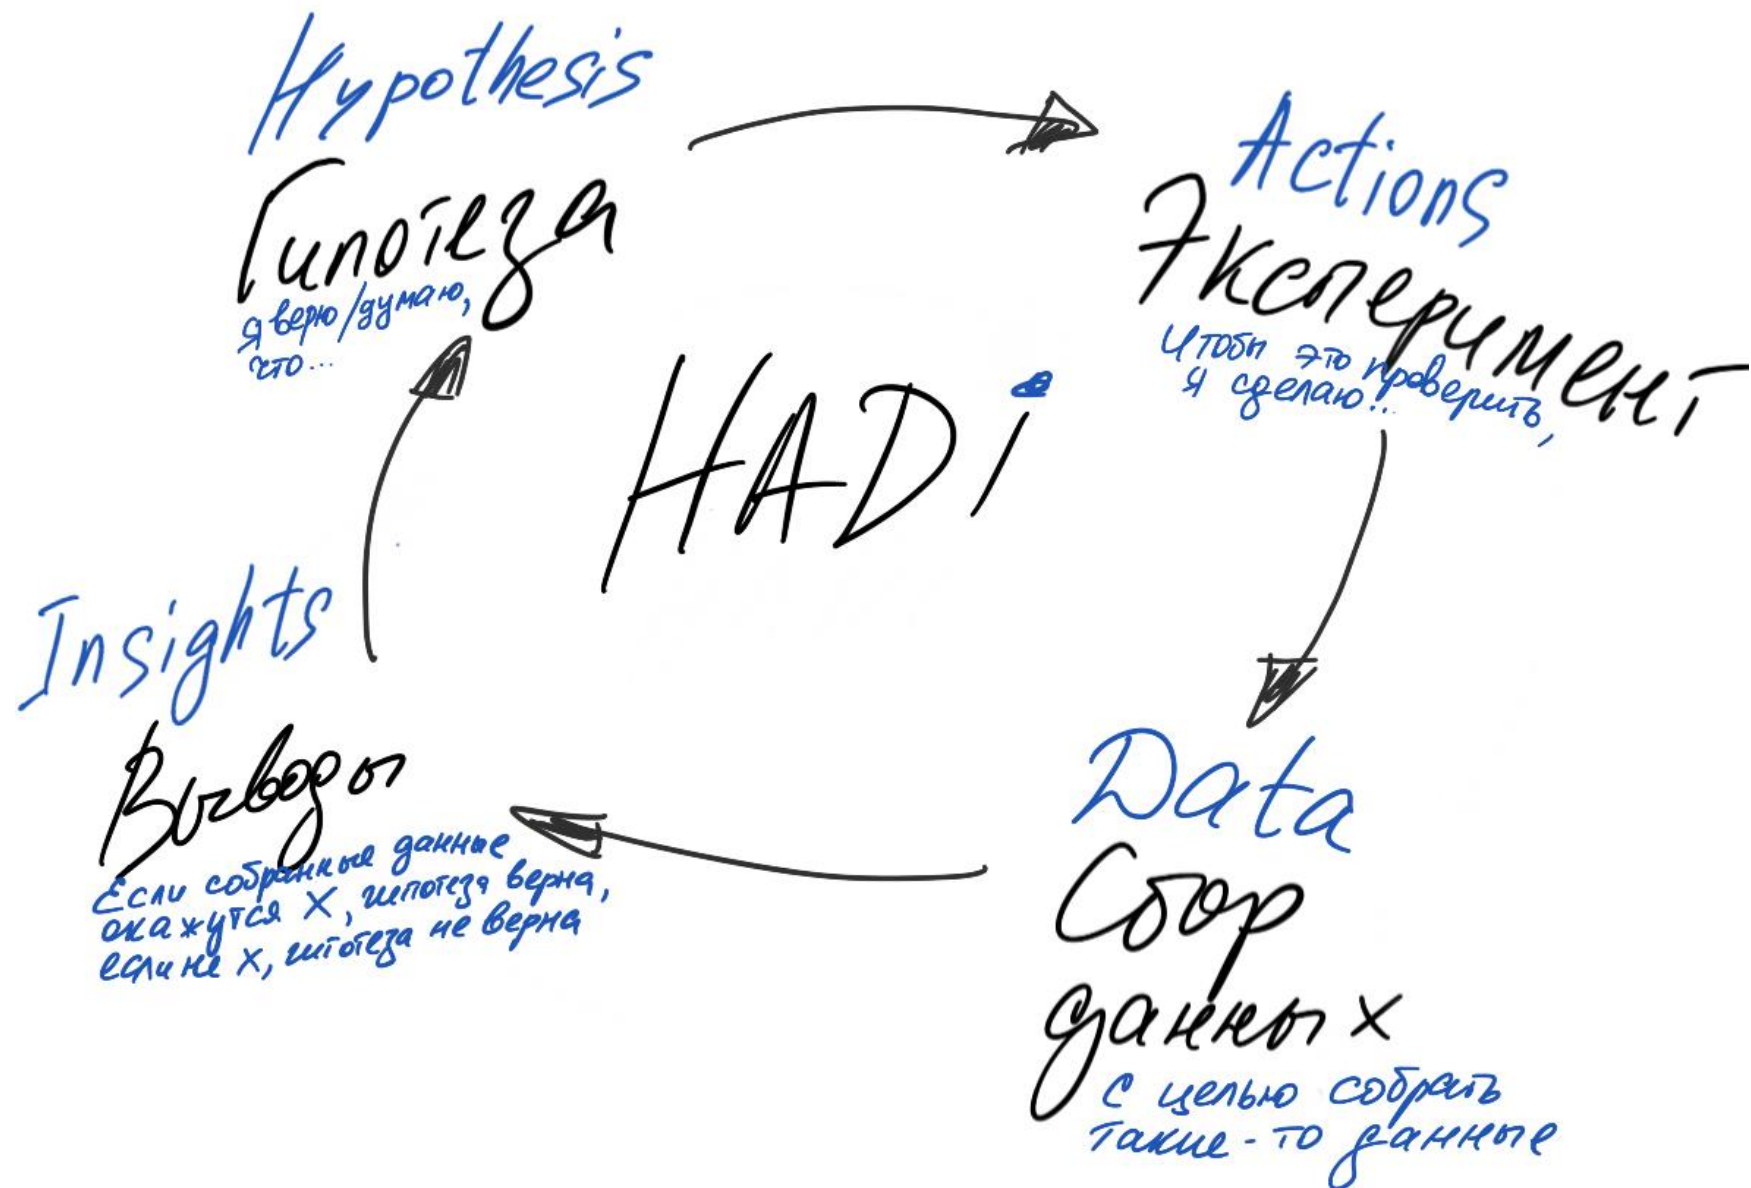 Hypothesis
Гипотеза
я верю/думаю,
что...
Actions
Эксперимент
Чтобы это проверить,
я сделаю...
HADi
Data
Сбор
данных
с целью собрать
такие-то данные
Insights
Выводы
Если собранные данные
окажутся X, гипотеза верна,
если не X, гипотеза не верна